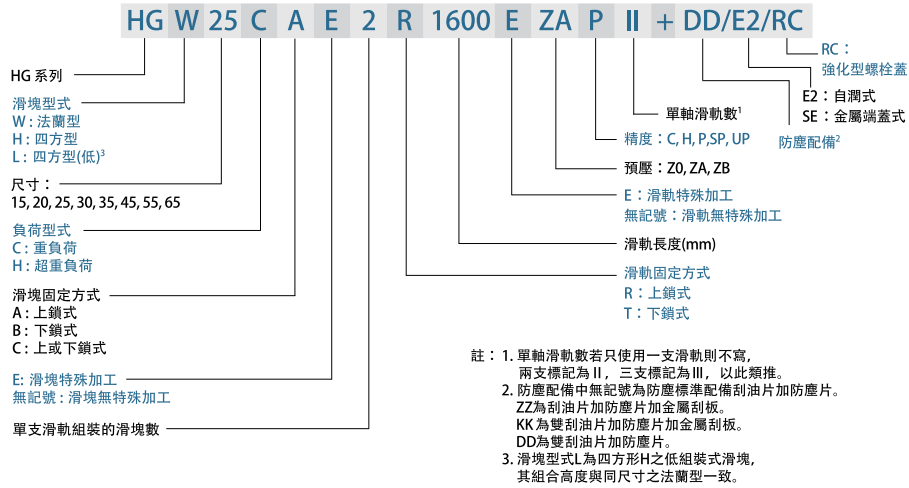 HG W 25 C A E 2 R 1600 E ZA P II + DD/E2/RC
HG 系列
滑塊型式
W : 法蘭型
H : 四方型
L : 四方型(低)³
尺寸：
15, 20, 25, 30, 35, 45, 55, 65
負荷型式
C : 重負荷
H : 超重負荷
滑塊固定方式
A : 上鎖式
B : 下鎖式
C : 上或下鎖式
E: 滑塊特殊加工
無記號 : 滑塊無特殊加工
單支滑軌組裝的滑塊數
RC：
強化型螺栓蓋
E2：自潤式
SE：金屬端蓋式
防塵配備²
單軸滑軌數¹
精度：C, H, P,SP, UP
預壓：Z0, ZA, ZB
E：滑軌特殊加工
無記號：滑軌無特殊加工
滑軌長度(mm)
滑軌固定方式
R：上鎖式
T：下鎖式
註：1. 單軸滑軌數若只使用一支滑軌則不寫,
兩支標記為 II，三支標記為III，以此類推。
2. 防塵配備中無記號為防塵標準配備刮油片加防塵片。
ZZ為刮油片加防塵片加金屬刮板。
KK為雙刮油片加防塵片加金屬刮板。
DD為雙刮油片加防塵片。
3. 滑塊型式L為四方形H之低組裝式滑塊,
其組合高度與同尺寸之法蘭型一致。